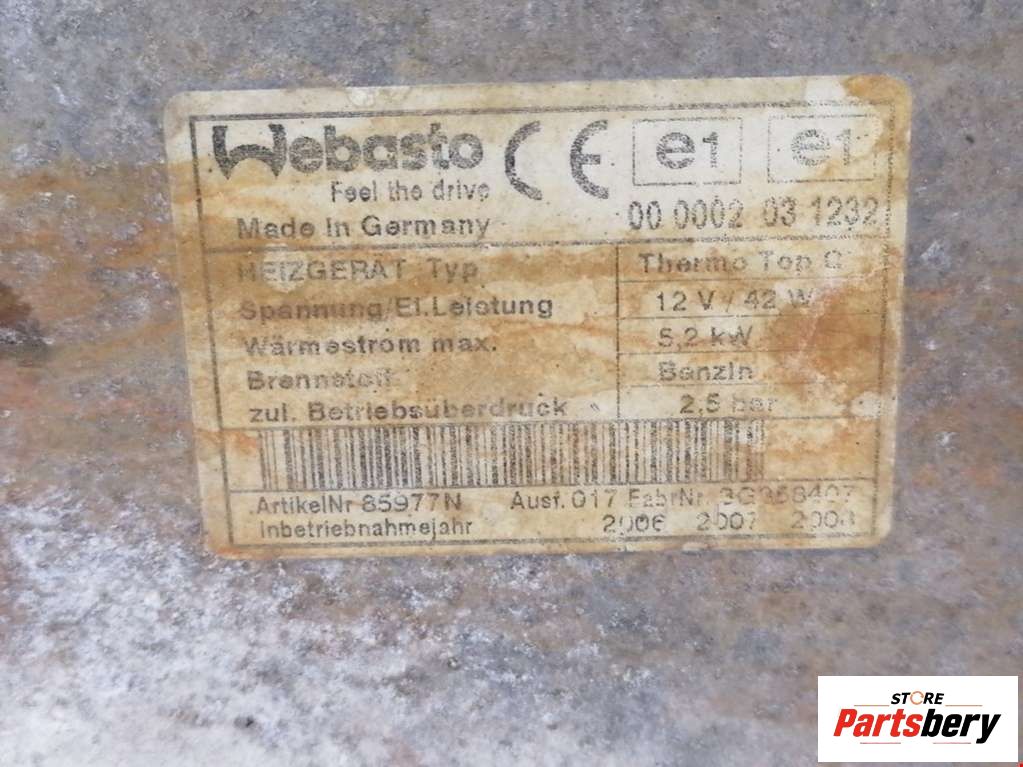 Webasto CE e1 e1
Feel the drive
00 0002 03 1232
Made in Germany
HEIZGERÄT Typ Thermo Top
Spannung/El.Leistung 12 V / 42 W
Wärmestrom max. 5,2 kW
Brennstoff Benzin
zul. Betriebsüberdruck 2,5 bar
ArtikelNr 85977N Ausf. 017 FabrNr.
Inbetriebnahmejahr 2006 2007 2008
STORE
Partsbery